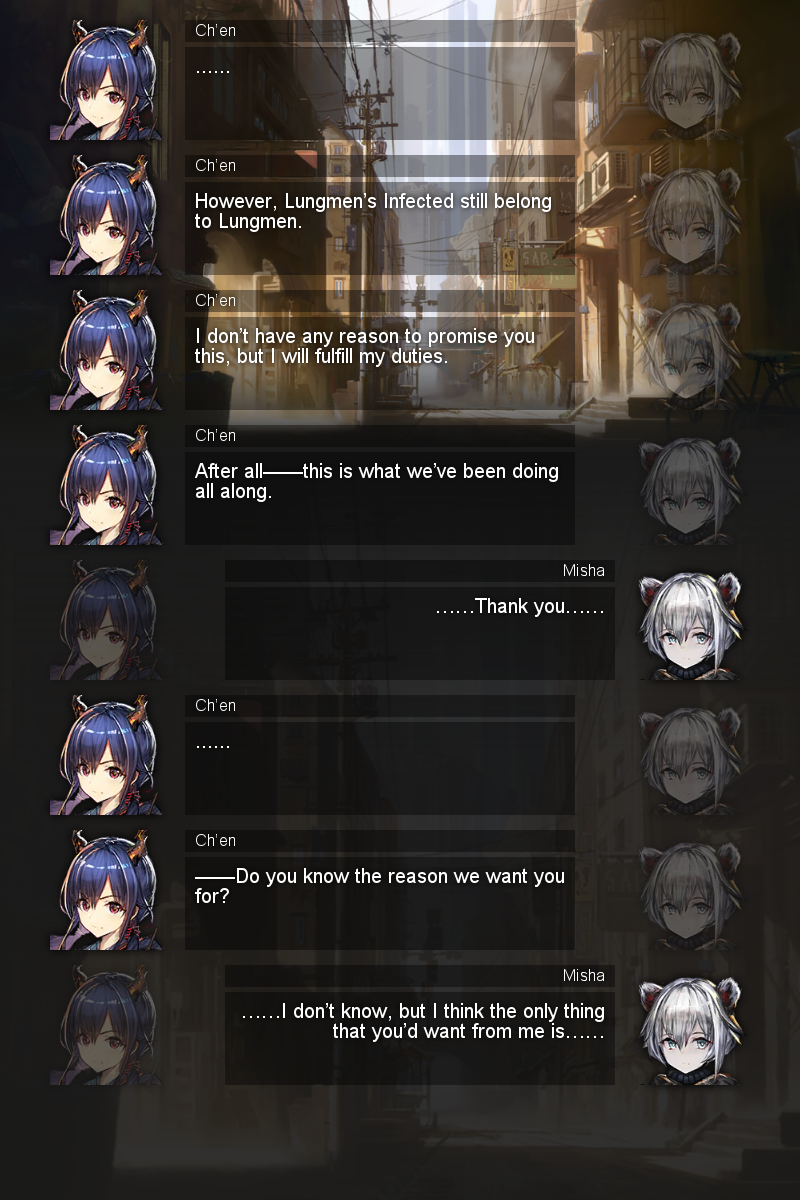 Ch'en
......
Ch'en
However, Lungmen's Infected still belong
to Lungmen.
Ch'en
I don't have any reason to promise you
this, but I will fulfill my duties.
Ch'en
After all——this is what we've been doing
all along.
Misha
......Thank you......
Ch'en
......
Ch'en
——Do you know the reason we want you
for?
Misha
......I don't know, but I think the only thing
that you'd want from me is......